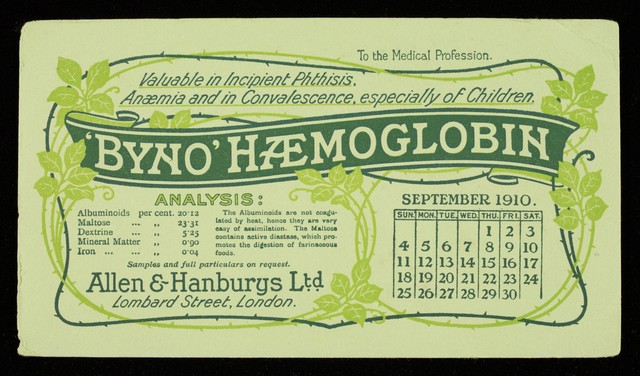 To the Medical Profession.
Valuable in Incipient Phthisis,
Anæmia and in Convalescence, especially of Children.
'BYNO' HÆMOGLOBIN
ANALYSIS:
Albuminoids per cent. 20·12
Maltose ... „ 23·31
Dextrine ... „ 5·25
Mineral Matter „ 0·90
Iron ... ... „ 0·04
The Albuminoids are not coagu-
lated by heat, hence they are very
easy of assimilation. The Maltose
contains active diastase, which pro-
motes the digestion of farinaceous
foods.
Samples and full particulars on request.
Allen & Hanburys Ltd
Lombard Street, London.
SEPTEMBER 1910.
SUN. MON. TUE. WED. THU. FRI. SAT.
1 2 3
4 5 6 7 8 9 10
11 12 13 14 15 16 17
18 19 20 21 22 23 24
25 26 27 28 29 30